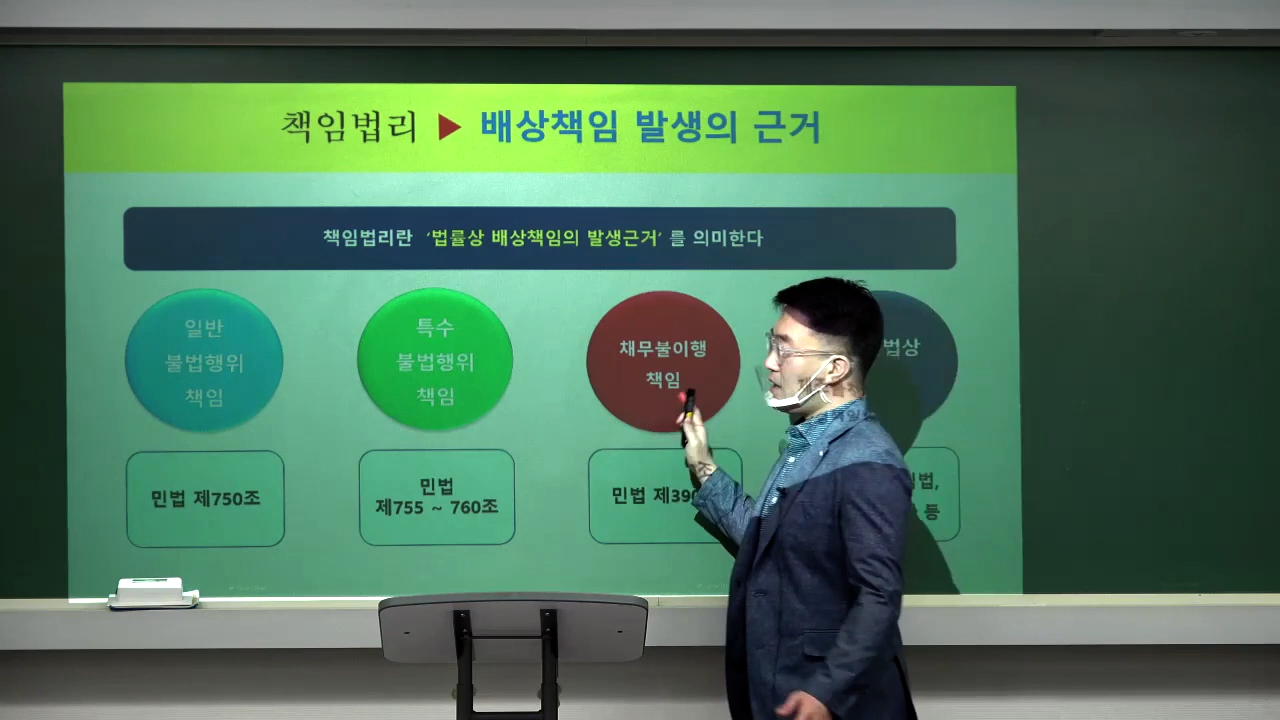 책임법리 ▶ 배상책임 발생의 근거
책임법리란 ‘법률상 배상책임의 발생근거’ 를 의미한다
일반
불법행위
책임
특수
불법행위
책임
채무불이행
책임
법상
민법 제750조
민법
제755 ~ 760조
민법 제390
법,
등